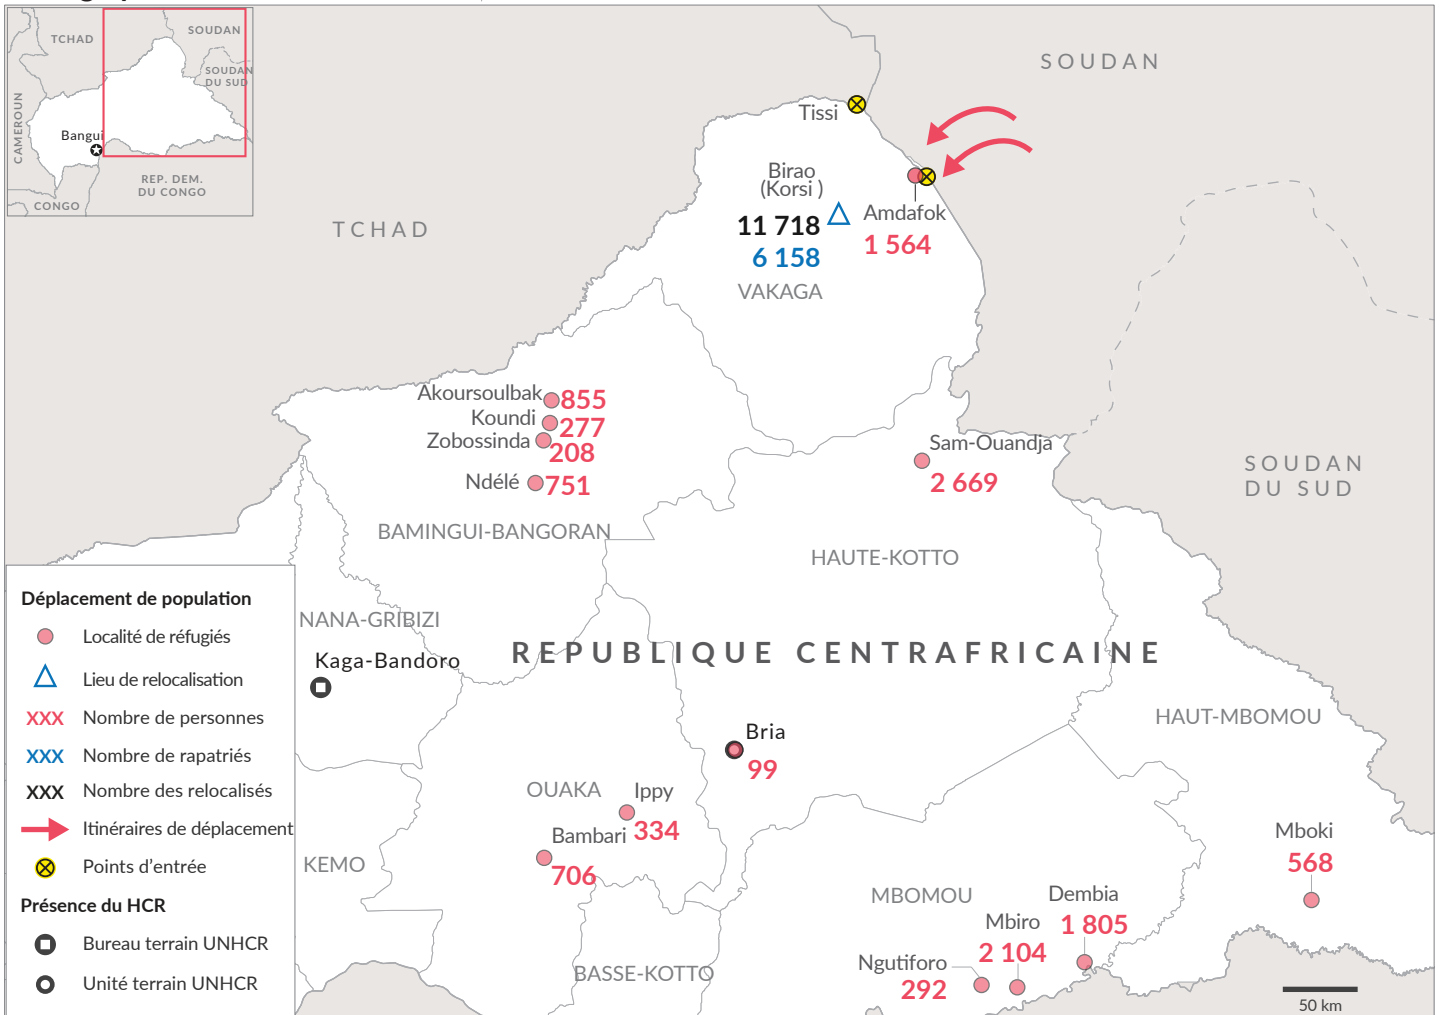 TCHAD
SOUDAN
SOUDAN
DU SUD
CAMEROUN
Bangui
REP. DEM.
DU CONGO
CONGO
SOUDAN
Tissi
Birao
(Korsi )
11 718
6 158
Amdafok
1 564
VAKAGA
TCHAD
Akoursoulbak
855
Koundi
277
Zobossinda
208
Ndélé
751
Sam-Ouandja
2 669
SOUDAN
DU SUD
BAMINGUI-BANGORAN
HAUTE-KOTTO
NANA-GRIBIZI
Kaga-Bandoro
REPUBLIQUE CENTRAFRICAINE
HAUT-MBOMOU
Bria
99
OUAKA
Ippy
334
Bambari
706
KEMO
Mboki
568
MBOMOU
Dembia
1 805
Mbiro
2 104
Ngutiforo
292
BASSE-KOTTO
50 km
Déplacement de population
Localité de réfugiés
Lieu de relocalisation
XXX Nombre de personnes
XXX Nombre de rapatriés
XXX Nombre des relocalisés
Itinéraires de déplacement
Points d'entrée
Présence du HCR
Bureau terrain UNHCR
Unité terrain UNHCR